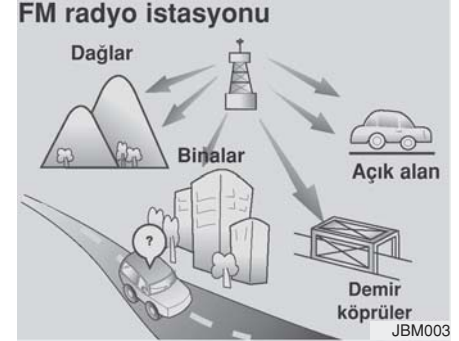 FM radyo istasyonu
Dağlar
Binalar
Açık alan
?
Demir
köprüler
JBM003